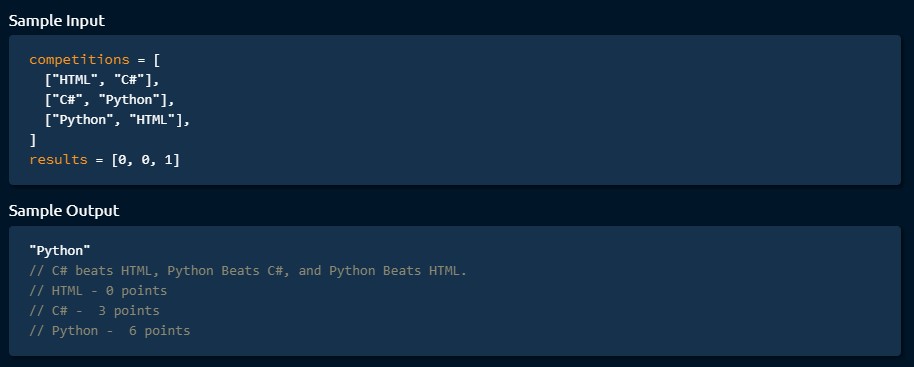 Sample Input
competitions = [
  ["HTML", "C#"],
  ["C#", "Python"],
  ["Python", "HTML"],
]
results = [0, 0, 1]
Sample Output
"Python"
// C# beats HTML, Python Beats C#, and Python Beats HTML.
// HTML - 0 points
// C# -  3 points
// Python -  6 points